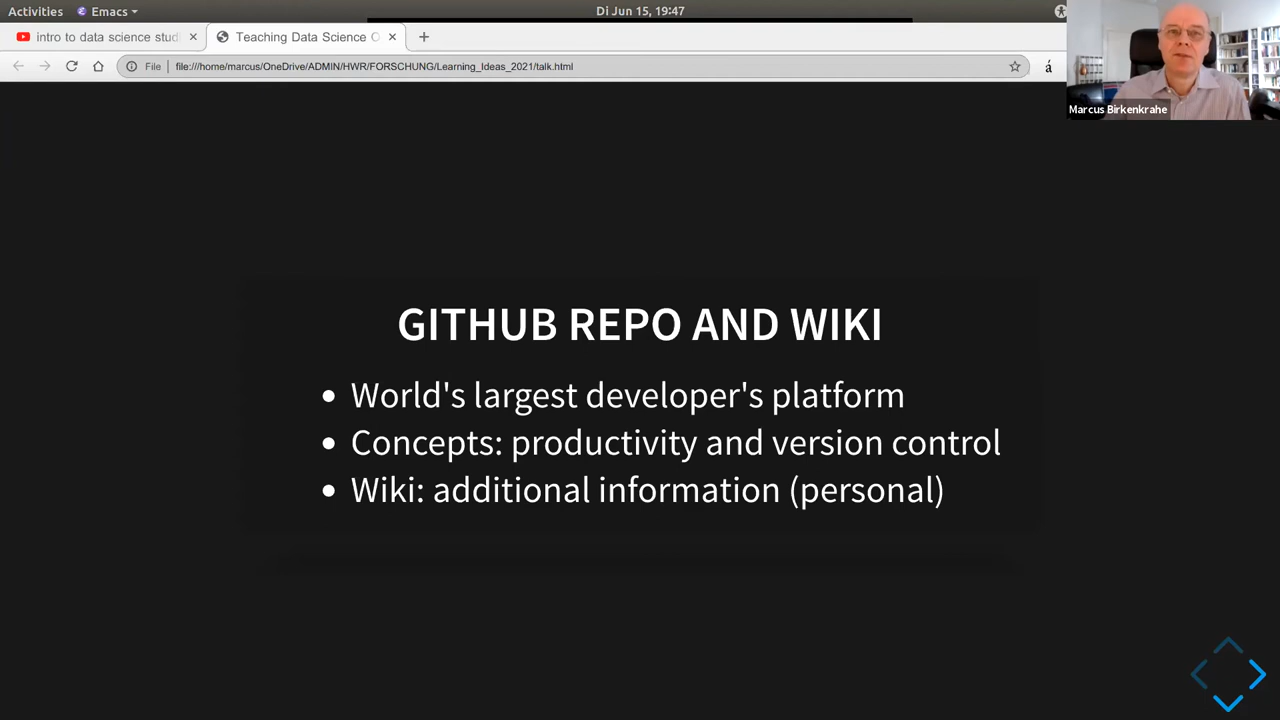 Activities
Emacs
Di Jun 15, 19:47
intro to data science stud
Teaching Data Science O
File
file:///home/marcus/OneDrive/ADMIN/HWR/FORSCHUNG/Learning_Ideas_2021/talk.html
á
Marcus Birkenkrahe
GITHUB REPO AND WIKI
• World's largest developer's platform
• Concepts: productivity and version control
• Wiki: additional information (personal)